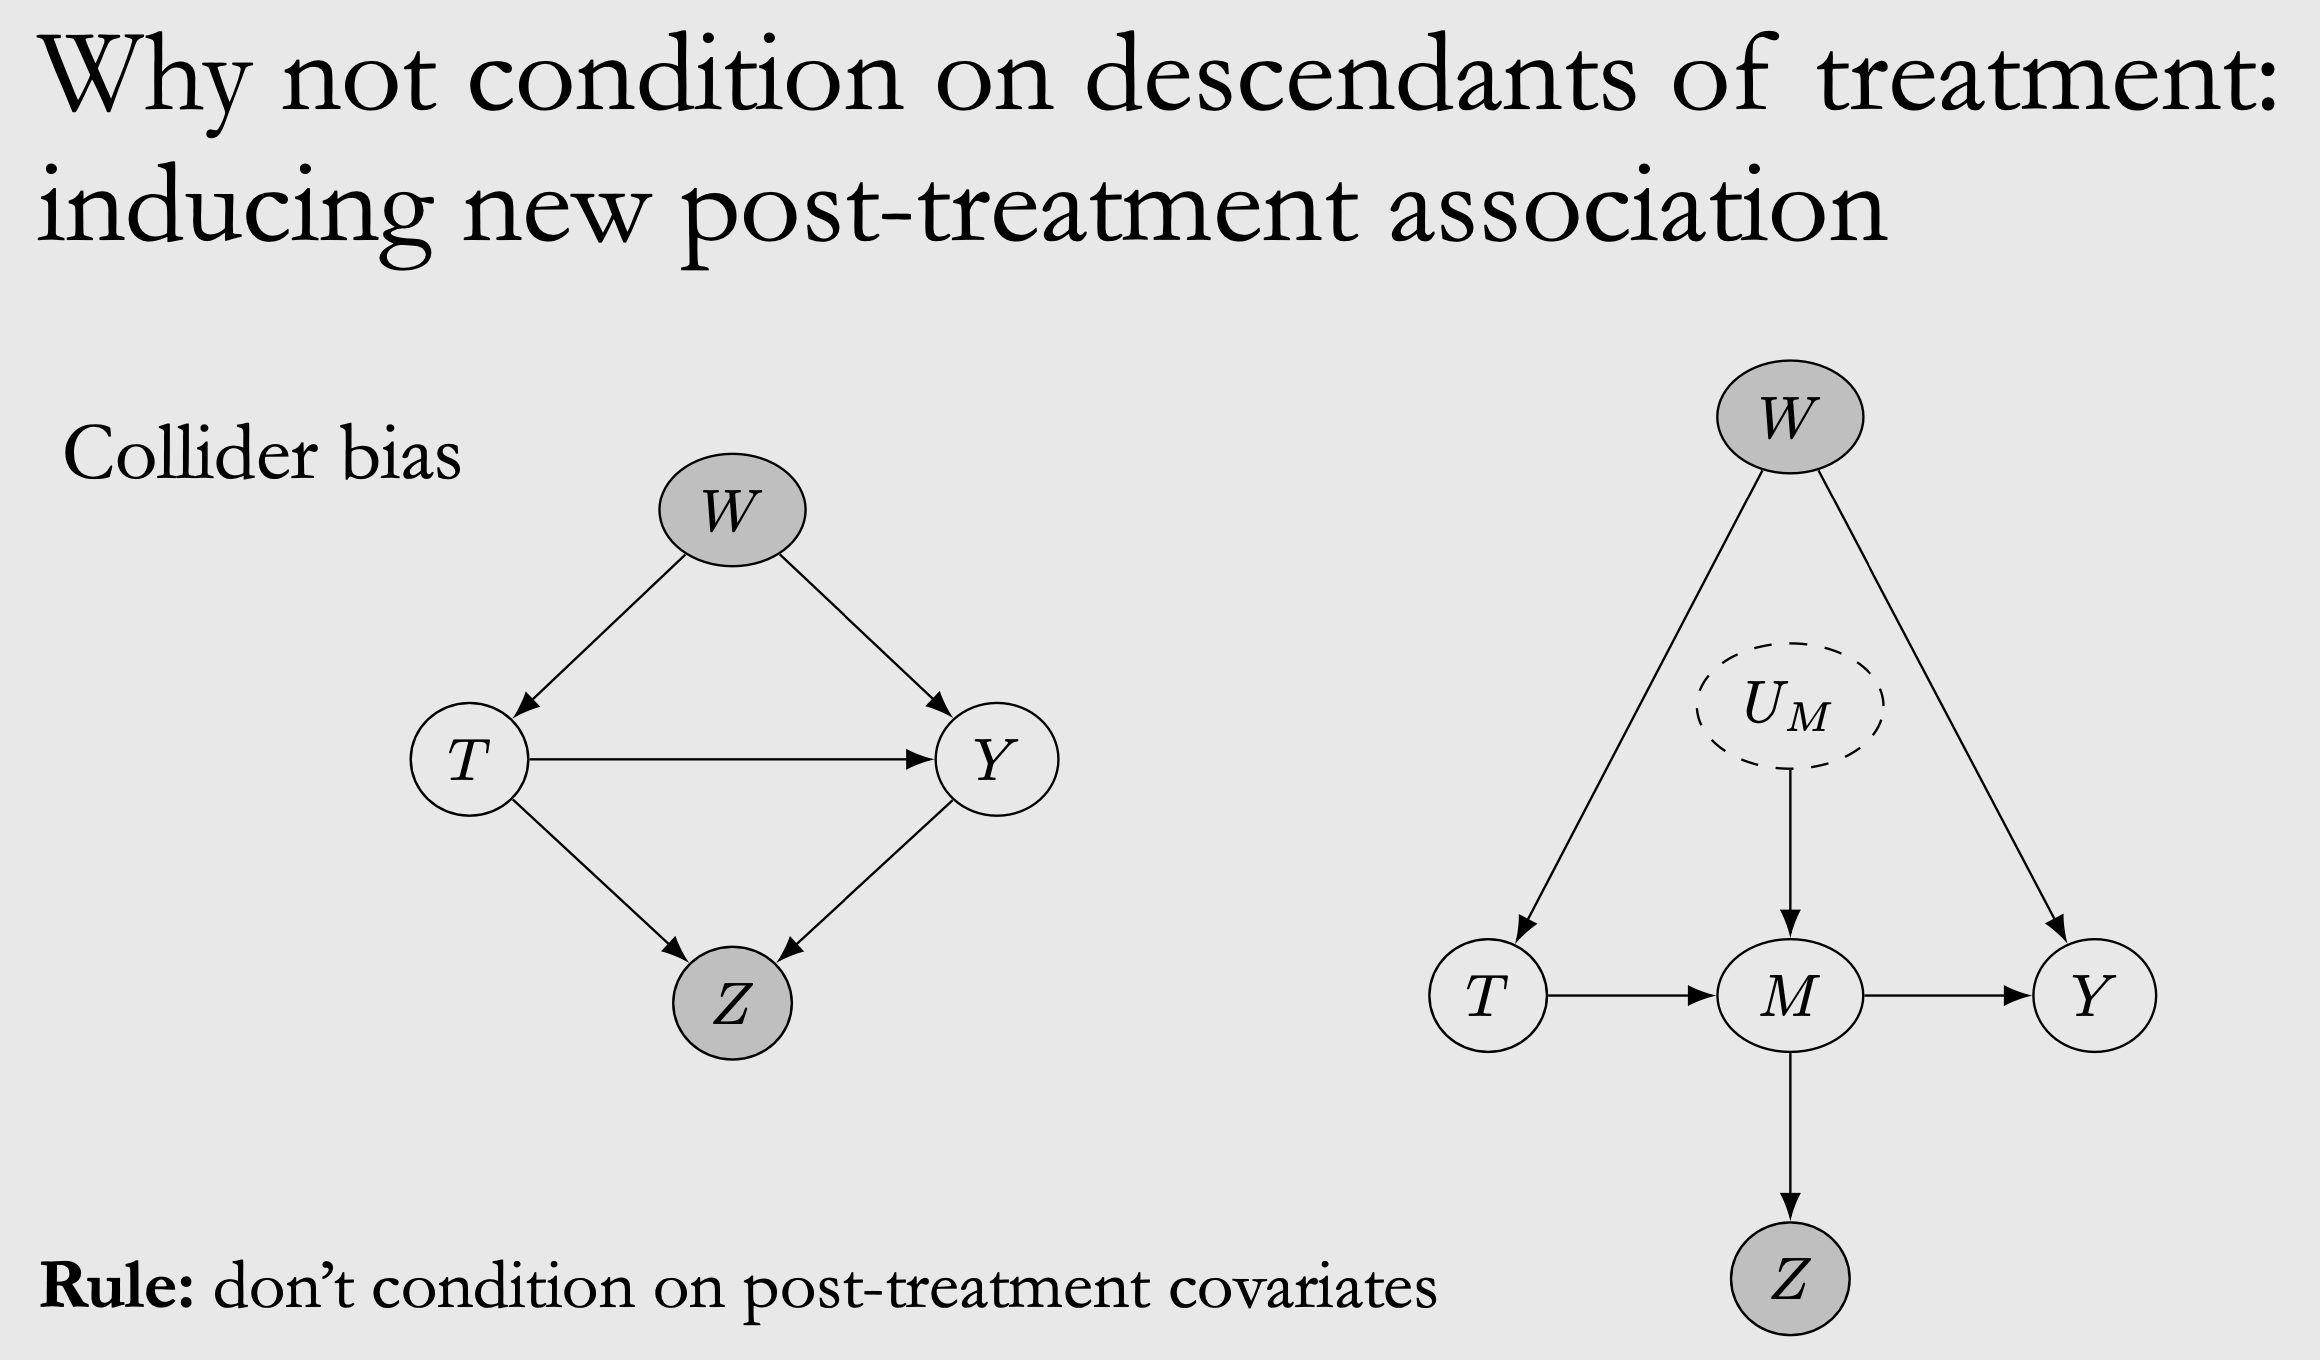 Why not condition on descendants of treatment:
inducing new post-treatment association
Collider bias
W
T
Y
Z
W
U_M
T
M
Y
Z
Rule: don’t condition on post-treatment covariates